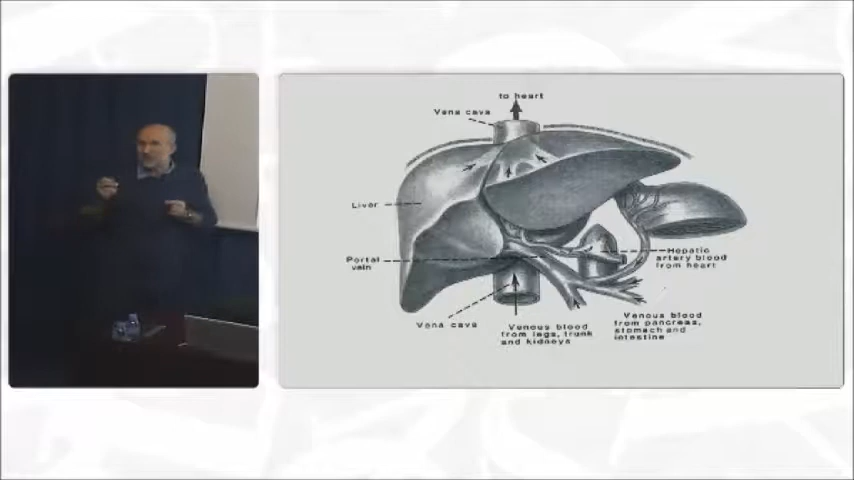 to heart
Vena cava
Liver
Portal
vein
Hepatic
artery blood
from heart
Vena cava
Venous blood
from legs, trunk
and kidneys
Venous blood
from pancreas,
stomach and
intestine